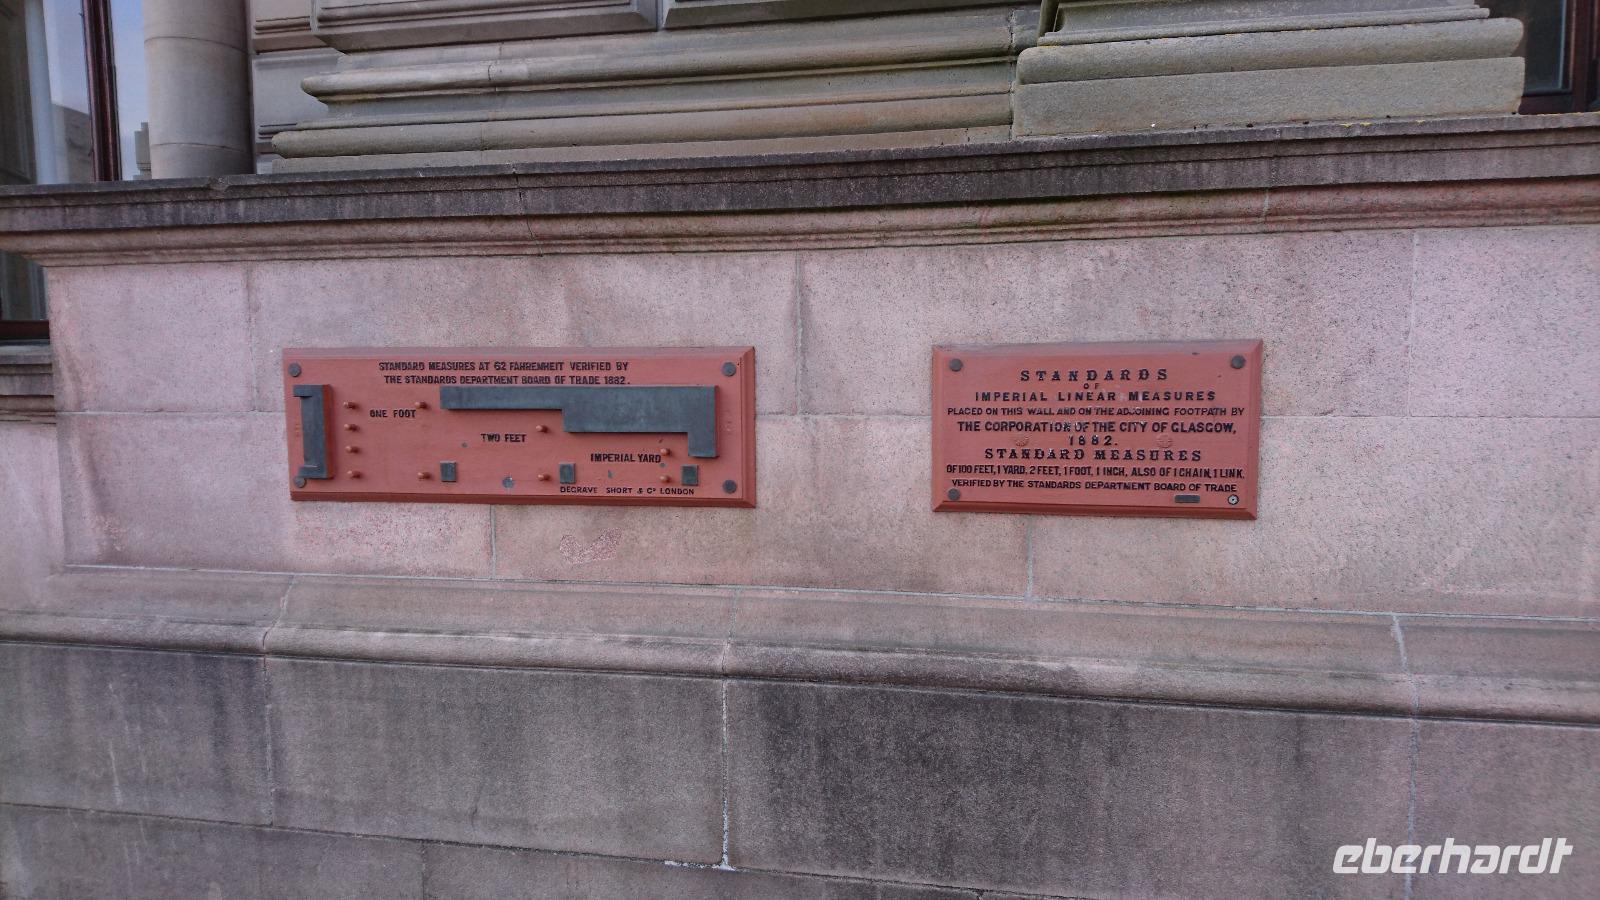 STANDARD MEASURES AT 62 FAHRENHEIT VERIFIED BY
THE STANDARDS DEPARTMENT BOARD OF TRADE 1882.
ONE FOOT
TWO FEET
IMPERIAL YARD
DEGRAVE SHORT & Cº LONDON
STANDARDS
OF
IMPERIAL LINEAR MEASURES
PLACED ON THIS WALL AND ON THE ADJOINING FOOTPATH BY
THE CORPORATION OF THE CITY OF GLASGOW,
1882.
STANDARD MEASURES
OF 100 FEET, 1 YARD, 2 FEET, 1 FOOT, 1 INCH, ALSO OF 1 CHAIN, 1 LINK.
VERIFIED BY THE STANDARDS DEPARTMENT BOARD OF TRADE
eberhardt